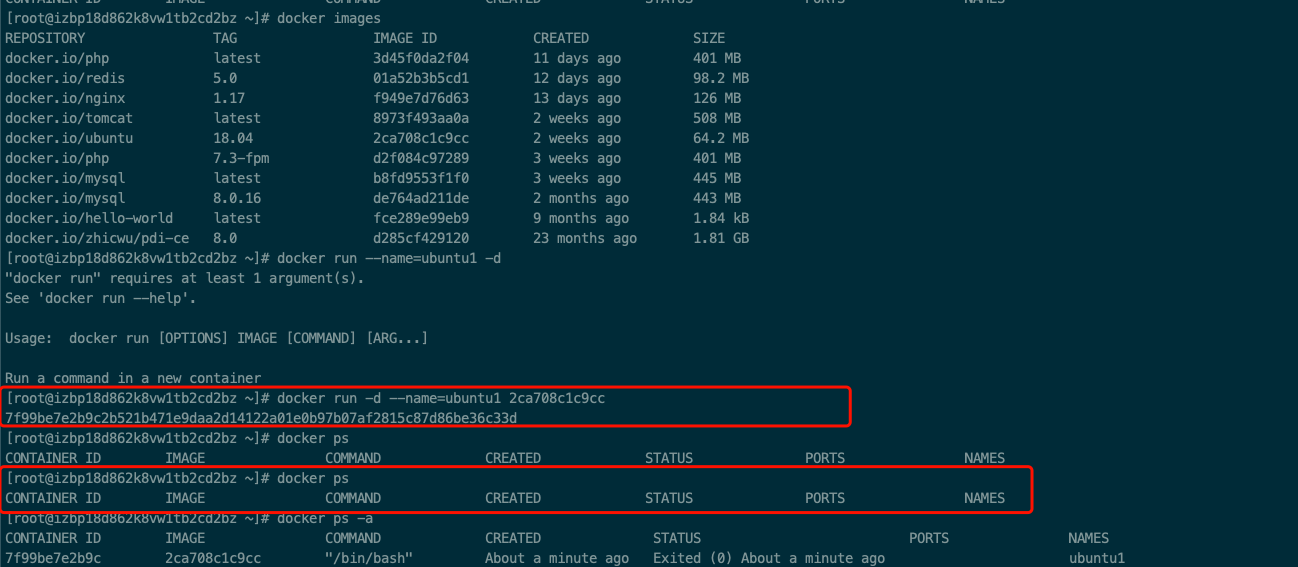 CONTAINER ID IMAGE COMMAND CREATED STATUS PORTS NAMES
[root@izbp18d862k8vw1tb2cd2bz ~]# docker images
REPOSITORY TAG IMAGE ID CREATED SIZE
docker.io/php latest 3d45f0da2f04 11 days ago 401 MB
docker.io/redis 5.0 01a52b3b5cd1 12 days ago 98.2 MB
docker.io/nginx 1.17 f949e7d76d63 13 days ago 126 MB
docker.io/tomcat latest 8973f493aa0a 2 weeks ago 508 MB
docker.io/ubuntu 18.04 2ca708c1c9cc 2 weeks ago 64.2 MB
docker.io/php 7.3-fpm d2f084c97289 3 weeks ago 401 MB
docker.io/mysql latest b8fd9553f1f0 3 weeks ago 445 MB
docker.io/mysql 8.0.16 de764ad211de 2 months ago 443 MB
docker.io/hello-world latest fce289e99eb9 9 months ago 1.84 kB
docker.io/zhicwu/pdi-ce 8.0 d285cf429120 23 months ago 1.81 GB
[root@izbp18d862k8vw1tb2cd2bz ~]# docker run --name=ubuntu1 -d
"docker run" requires at least 1 argument(s).
See 'docker run --help'.
Usage: docker run [OPTIONS] IMAGE [COMMAND] [ARG...]
Run a command in a new container
[root@izbp18d862k8vw1tb2cd2bz ~]# docker run -d --name=ubuntu1 2ca708c1c9cc
7f99be7e2b9c2b521b471e9daa2d14122a01e0b97b07af2815c87d86be36c33d
[root@izbp18d862k8vw1tb2cd2bz ~]# docker ps
CONTAINER ID IMAGE COMMAND CREATED STATUS PORTS NAMES
[root@izbp18d862k8vw1tb2cd2bz ~]# docker ps
CONTAINER ID IMAGE COMMAND CREATED STATUS PORTS NAMES
[root@izbp18d862k8vw1tb2cd2bz ~]# docker ps -a
CONTAINER ID IMAGE COMMAND CREATED STATUS PORTS NAMES
7f99be7e2b9c 2ca708c1c9cc "/bin/bash" About a minute ago Exited (0) About a minute ago ubuntu1